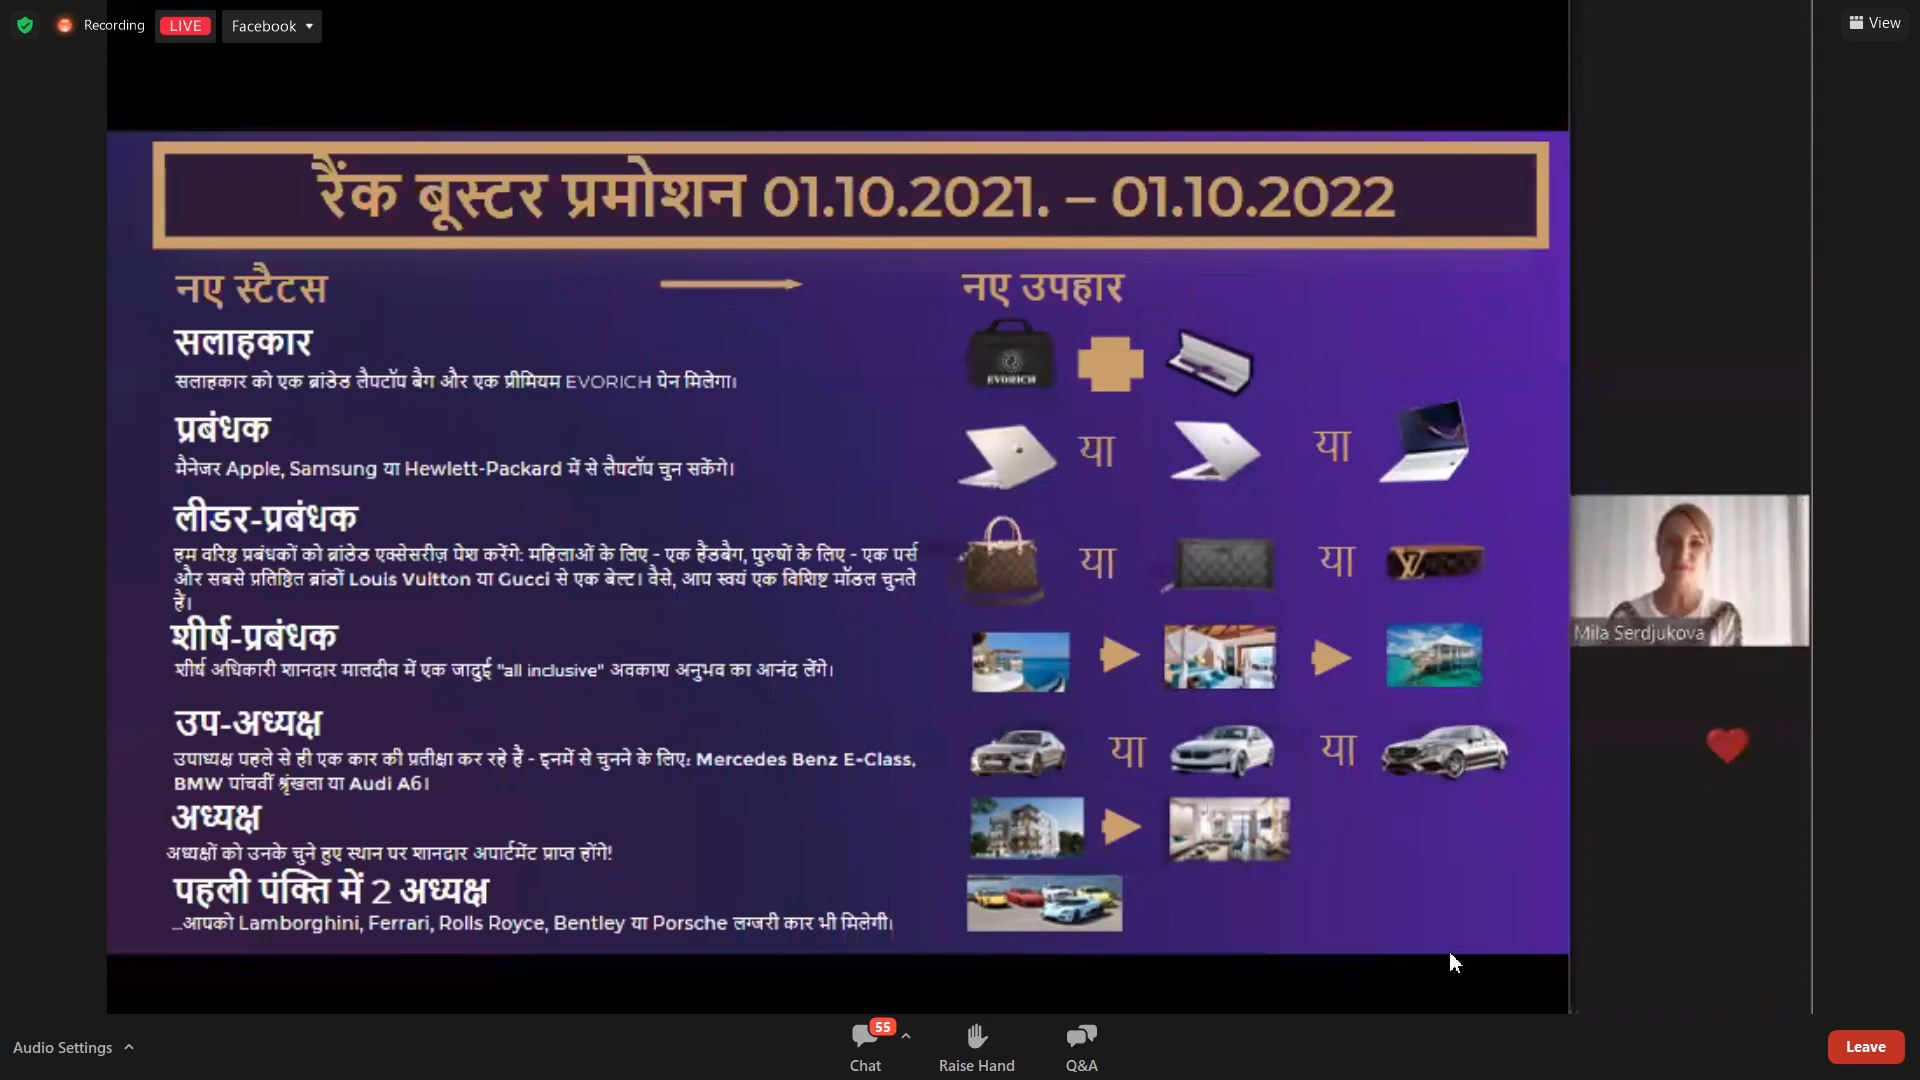 Recording LIVE Facebook
View
रैंक बूस्टर प्रमोशन 01.10.2021. – 01.10.2022
नए स्टैटस
नए उपहार
सलाहकार
सलाहकार को एक ब्रांडेड लैपटॉप बैग और एक प्रीमियम EVORICH पेन मिलेगा।
EVORICH
प्रबंधक
मैनेजर Apple, Samsung या Hewlett-Packard में से लैपटॉप चुन सकेंगे।
या या
लीडर-प्रबंधक
हम वरिष्ठ प्रबंधकों को ब्रांडेड एक्सेसरीज़ पेश करेंगे: महिलाओं के लिए - एक हैंडबैग, पुरुषों के लिए - एक पर्स
और सबसे प्रतिष्ठित ब्रांडों Louis Vuitton या Gucci से एक बेल्ट। वैसे, आप स्वयं एक विशिष्ट मॉडल चुनते
हैं।
या या
शीर्ष-प्रबंधक
शीर्ष अधिकारी शानदार मालदीव में एक जादुई "all inclusive" अवकाश अनुभव का आनंद लेंगे।
उप-अध्यक्ष
उपाध्यक्ष पहले से ही एक कार की प्रतीक्षा कर रहे हैं - इनमें से चुनने के लिए: Mercedes Benz E-Class,
BMW पांचवीं श्रृंखला या Audi A6।
या या
अध्यक्ष
अध्यक्षों को उनके चुने हुए स्थान पर शानदार अपार्टमेंट प्राप्त होंगे!
पहली पंक्ति में 2 अध्यक्ष
...आपको Lamborghini, Ferrari, Rolls Royce, Bentley या Porsche लग्जरी कार भी मिलेगी।
Mila Serdjukova
Audio Settings
55
Chat Raise Hand Q&A
Leave